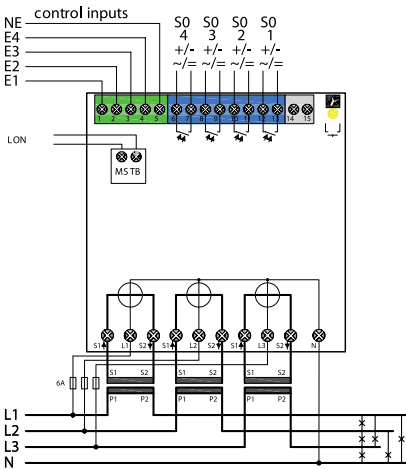 control inputs
NE
E4
E3
E2
E1
S0 S0 S0 S0
4 3 2 1
+/- +/- +/- +/-
~/= ~/= ~/= ~/=
1 2 3 4 5 6 7 8 9 10 11 12 13 14 15
LON
MS TB
S1 L1 S2 S1 L2 S2 S1 L3 S2 N
S1 S2 S1 S2 S1 S2
6A
P1 P2 P1 P2 P1 P2
L1
L2
L3
N